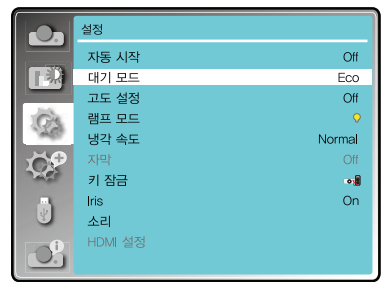 설정
자동 시작 Off
대기 모드 Eco
고도 설정 Off
램프 모드
냉각 속도 Normal
자막 Off
키 잠금
Iris On
소리
HDMI 설정